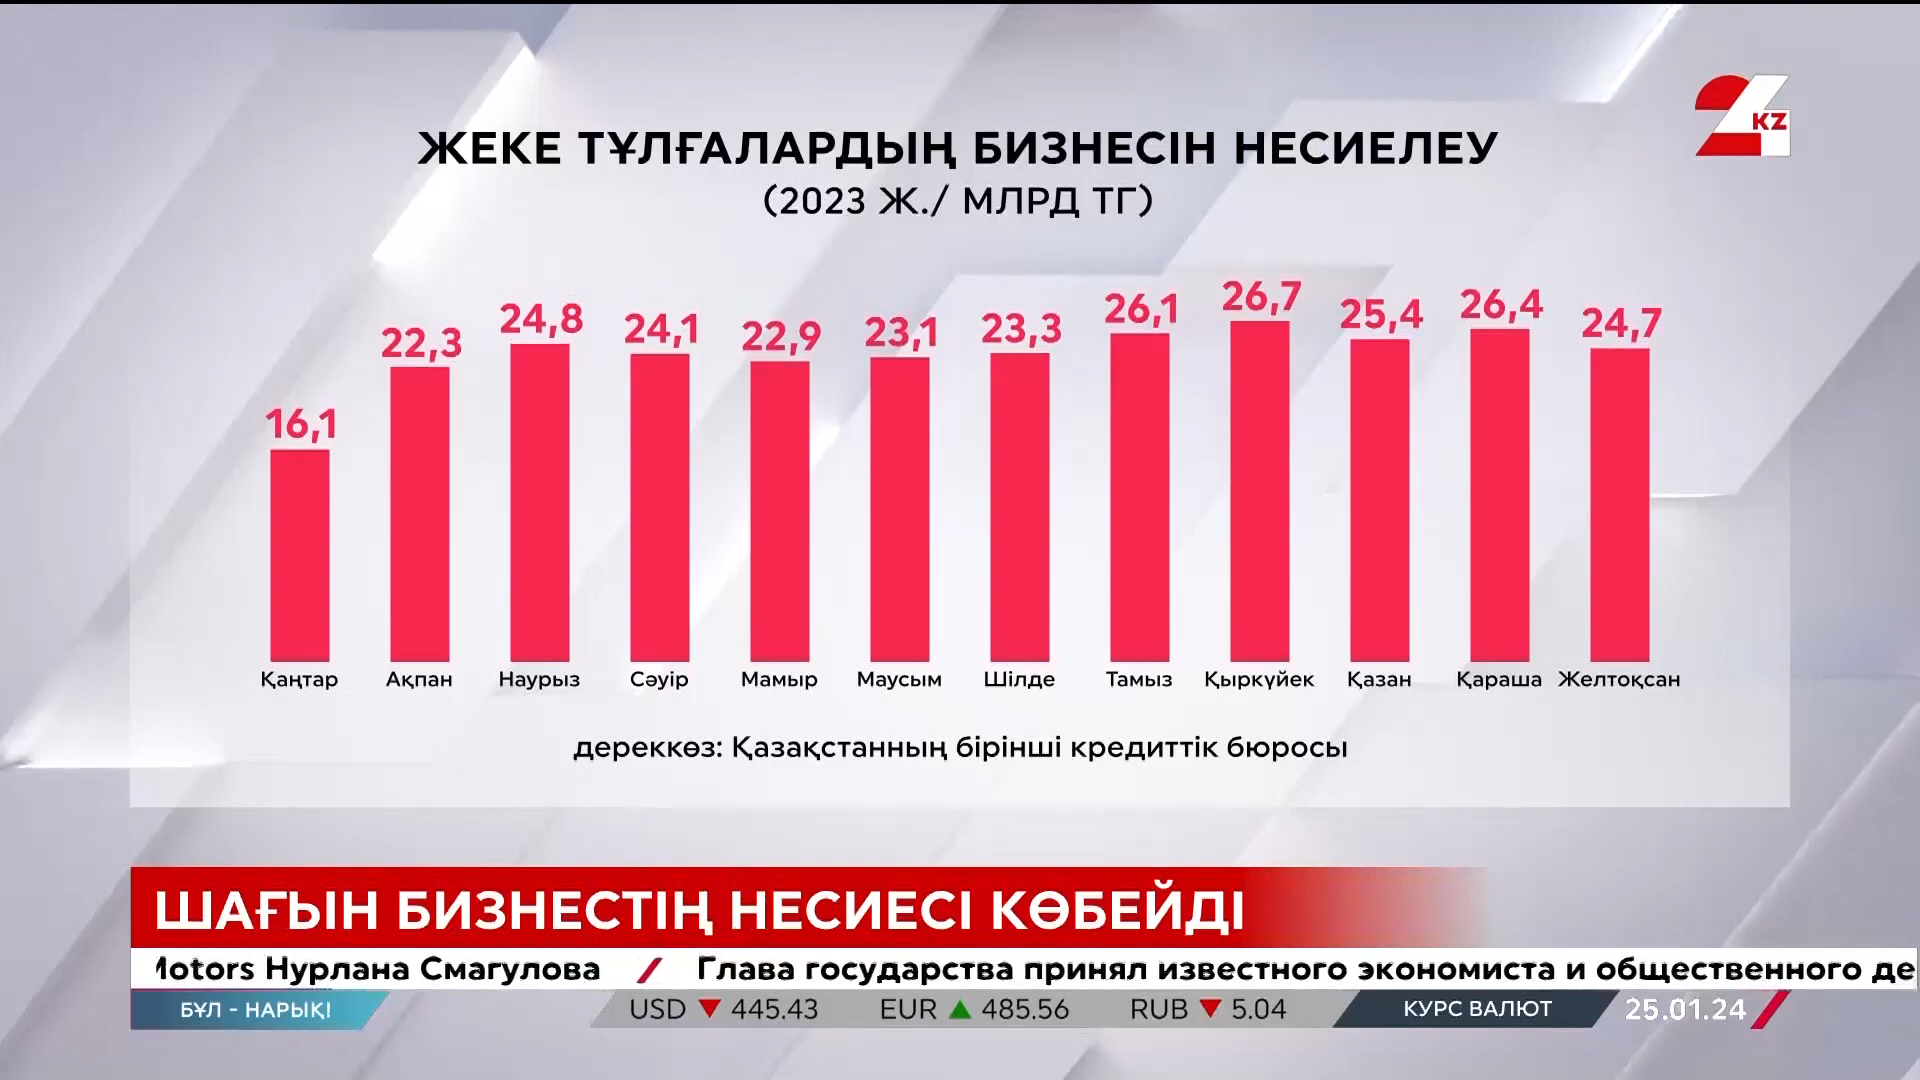 24 KZ
ЖЕКЕ ТҰЛҒАЛАРДЫҢ БИЗНЕСІН НЕСИЕЛЕУ
(2023 Ж./ МЛРД ТГ)
16,1 22,3 24,8 24,1 22,9 23,1 23,3 26,1 26,7 25,4 26,4 24,7
Қаңтар Ақпан Наурыз Сәуір Мамыр Маусым Шілде Тамыз Қыркүйек Қазан Қараша Желтоқсан
дереккөз: Қазақстанның бірінші кредиттік бюросы
ШАҒЫН БИЗНЕСТІҢ НЕСИЕСІ КӨБЕЙДІ
Motors Нурлана Смагулова / Глава государства принял известного экономиста и общественного де
БҰЛ - НАРЫҚ! USD 445.43 EUR 485.56 RUB 5.04 КУРС ВАЛЮТ 25.01.24